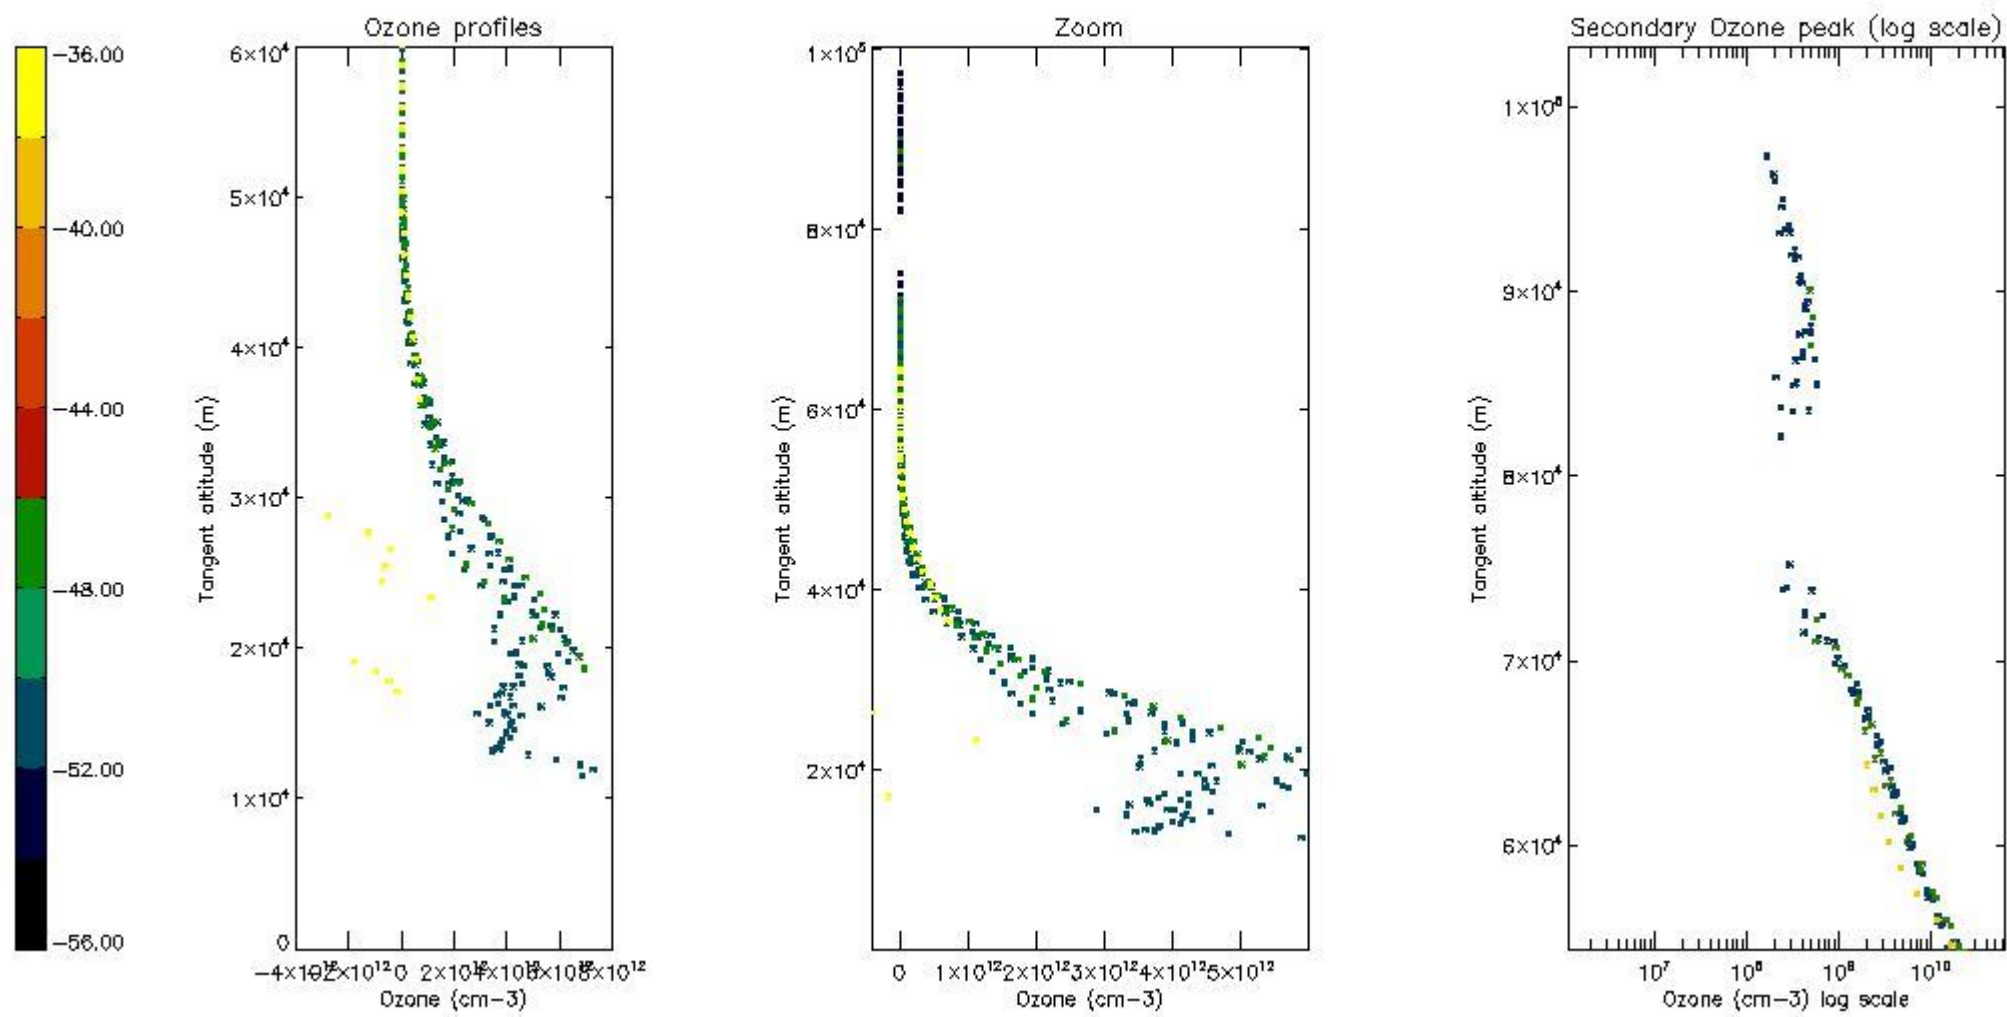 Ozone profiles
Zoom
Secondary Ozone peak (log scale)
-36.00
-40.00
-44.00
-48.00
-52.00
-56.00
Tangent altitude (m)
6×10⁴
5×10⁴
4×10⁴
3×10⁴
2×10⁴
1×10⁴
0
0
Ozone (cm-3)
Tangent altitude (m)
1×10⁵
8×10⁴
6×10⁴
4×10⁴
2×10⁴
0 1×10¹² 2×10¹² 3×10¹² 4×10¹² 5×10¹²
Ozone (cm-3)
Tangent altitude (m)
9×10⁴
8×10⁴
7×10⁴
6×10⁴
10⁷ 10⁸ 10⁹ 10¹⁰
Ozone (cm-3) log scale